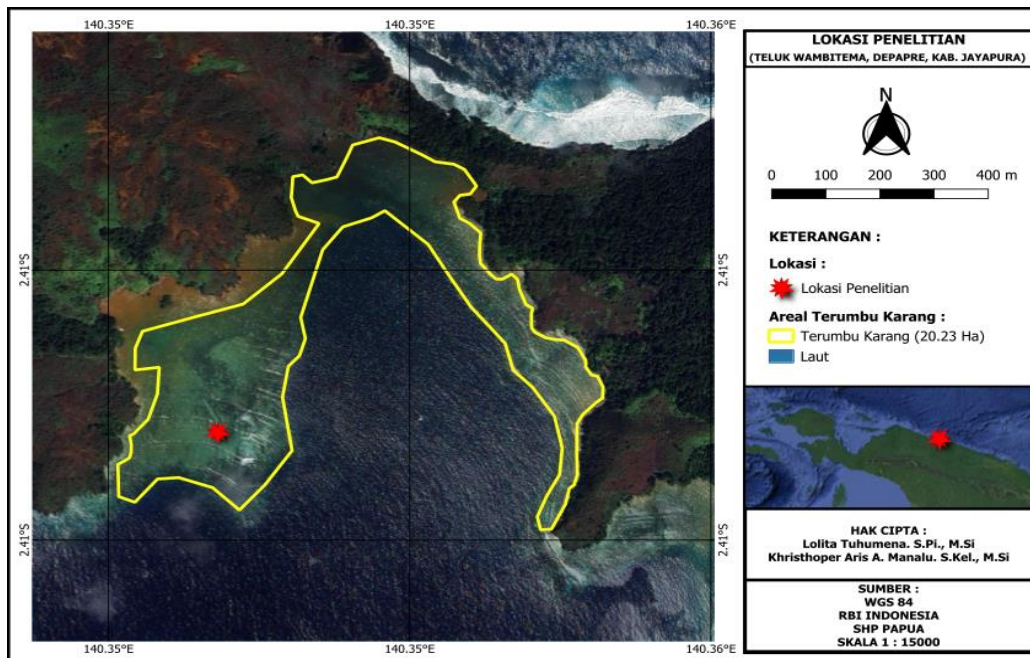 140.35°E
140.35°E
140.36°E
2.41°S
2.41°S
2.41°S
2.41°S
140.35°E
140.35°E
140.36°E
LOKASI PENELITIAN
(TELUK WAMBITEMA, DEPAPRE, KAB. JAYAPURA)
N
0 100 200 300 400 m
KETERANGAN :
Lokasi :
Lokasi Penelitian
Areal Terumbu Karang :
Terumbu Karang (20.23 Ha)
Laut
HAK CIPTA :
Lolita Tuhumena. S.Pi., M.Si
Khristhoper Aris A. Manalu. S.Kel., M.Si
SUMBER :
WGS 84
RBI INDONESIA
SHP PAPUA
SKALA 1 : 15000